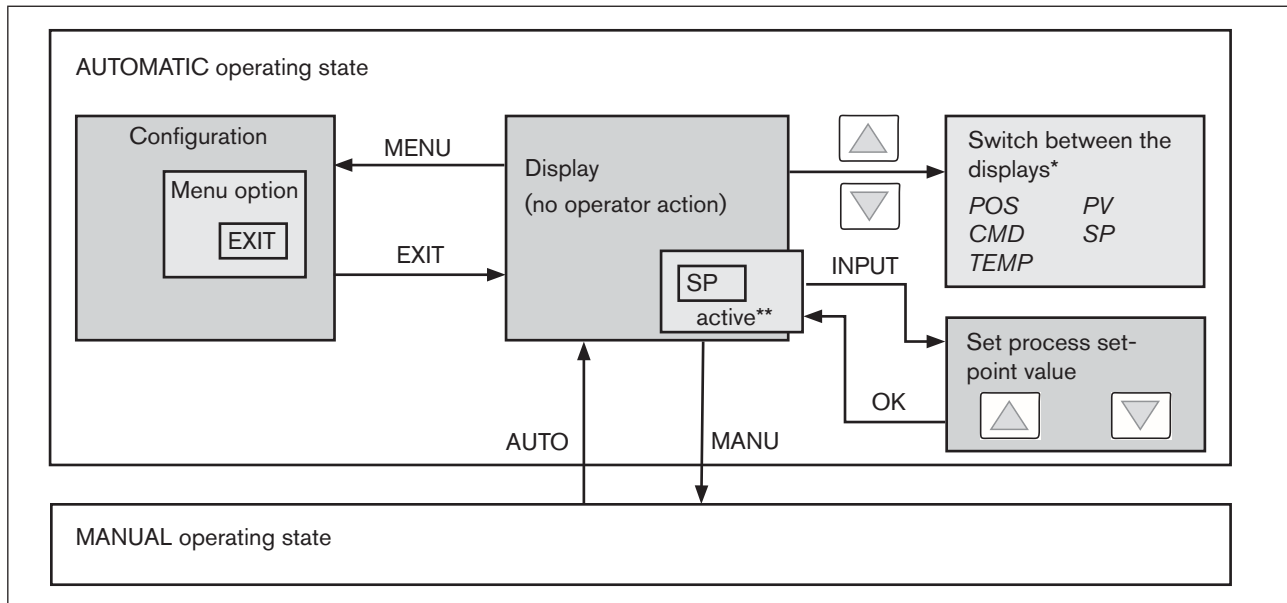 AUTOMATIC operating state
Configuration
Menu option
EXIT
MENU
EXIT
Display
(no operator action)
SP
active**
Switch between the
displays*
POS PV
CMD SP
TEMP
INPUT
Set process set-
point value
OK
AUTO
MANU
MANUAL operating state